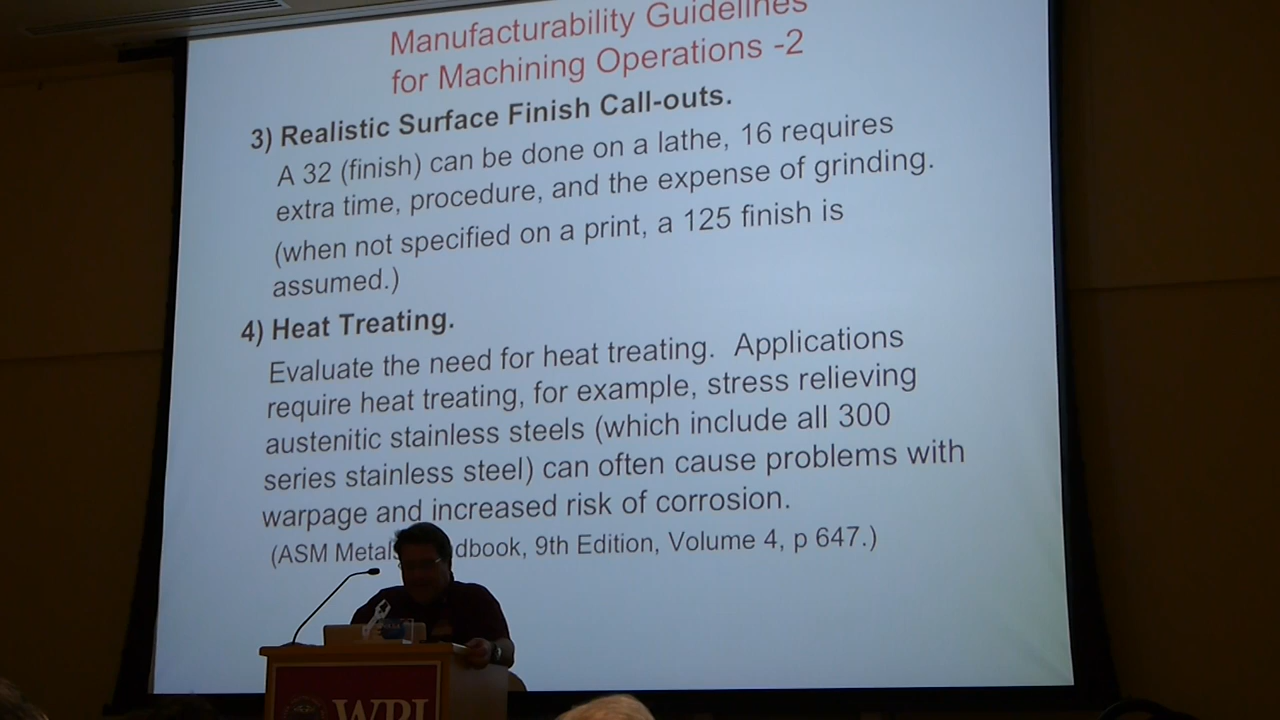 Manufacturability Guidelines
for Machining Operations -2
3) Realistic Surface Finish Call-outs.
A 32 (finish) can be done on a lathe, 16 requires
extra time, procedure, and the expense of grinding.
(when not specified on a print, a 125 finish is
assumed.)
4) Heat Treating.
Evaluate the need for heat treating. Applications
require heat treating, for example, stress relieving
austenitic stainless steels (which include all 300
series stainless steel) can often cause problems with
warpage and increased risk of corrosion.
(ASM Metals dbook, 9th Edition, Volume 4, p 647.)
WPI